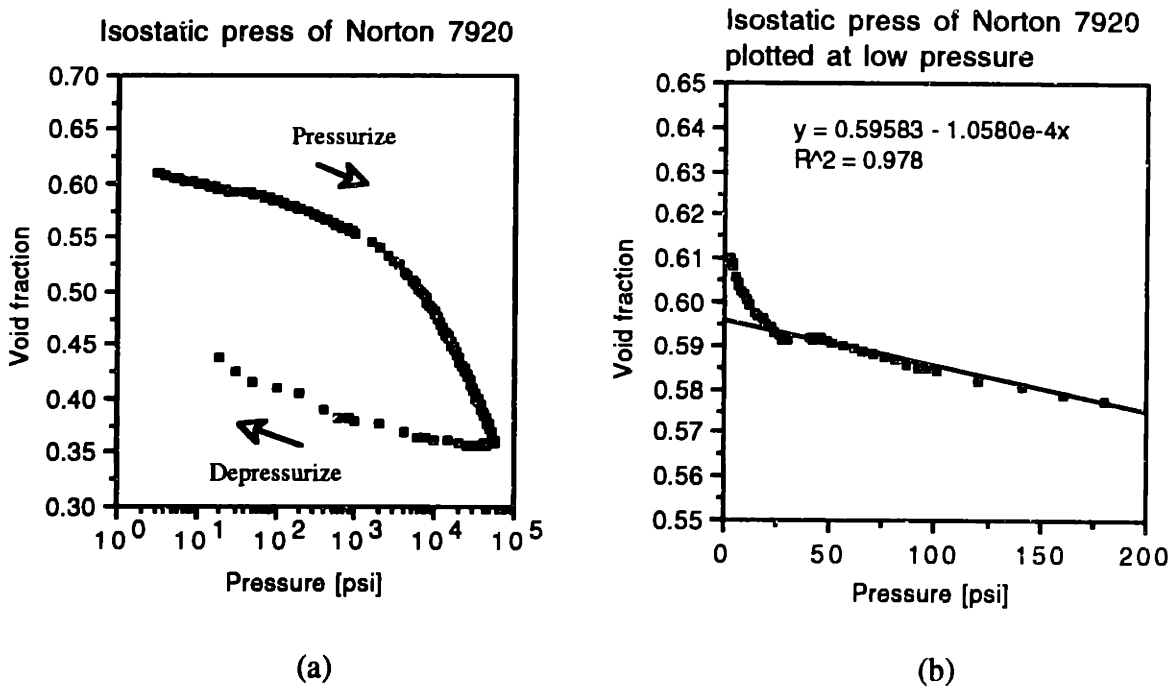 Isostatic press of Norton 7920
0.70
0.65
0.60
0.55
0.50
0.45
0.40
0.35
0.30
Void fraction
Pressurize
Depressurize
10^0 10^1 10^2 10^3 10^4 10^5
Pressure [psi]
(a)
Isostatic press of Norton 7920
plotted at low pressure
0.65
0.64
0.63
0.62
0.61
0.60
0.59
0.58
0.57
0.56
0.55
Void fraction
y = 0.59583 - 1.0580e-4x
R^2 = 0.978
0 50 100 150 200
Pressure [psi]
(b)